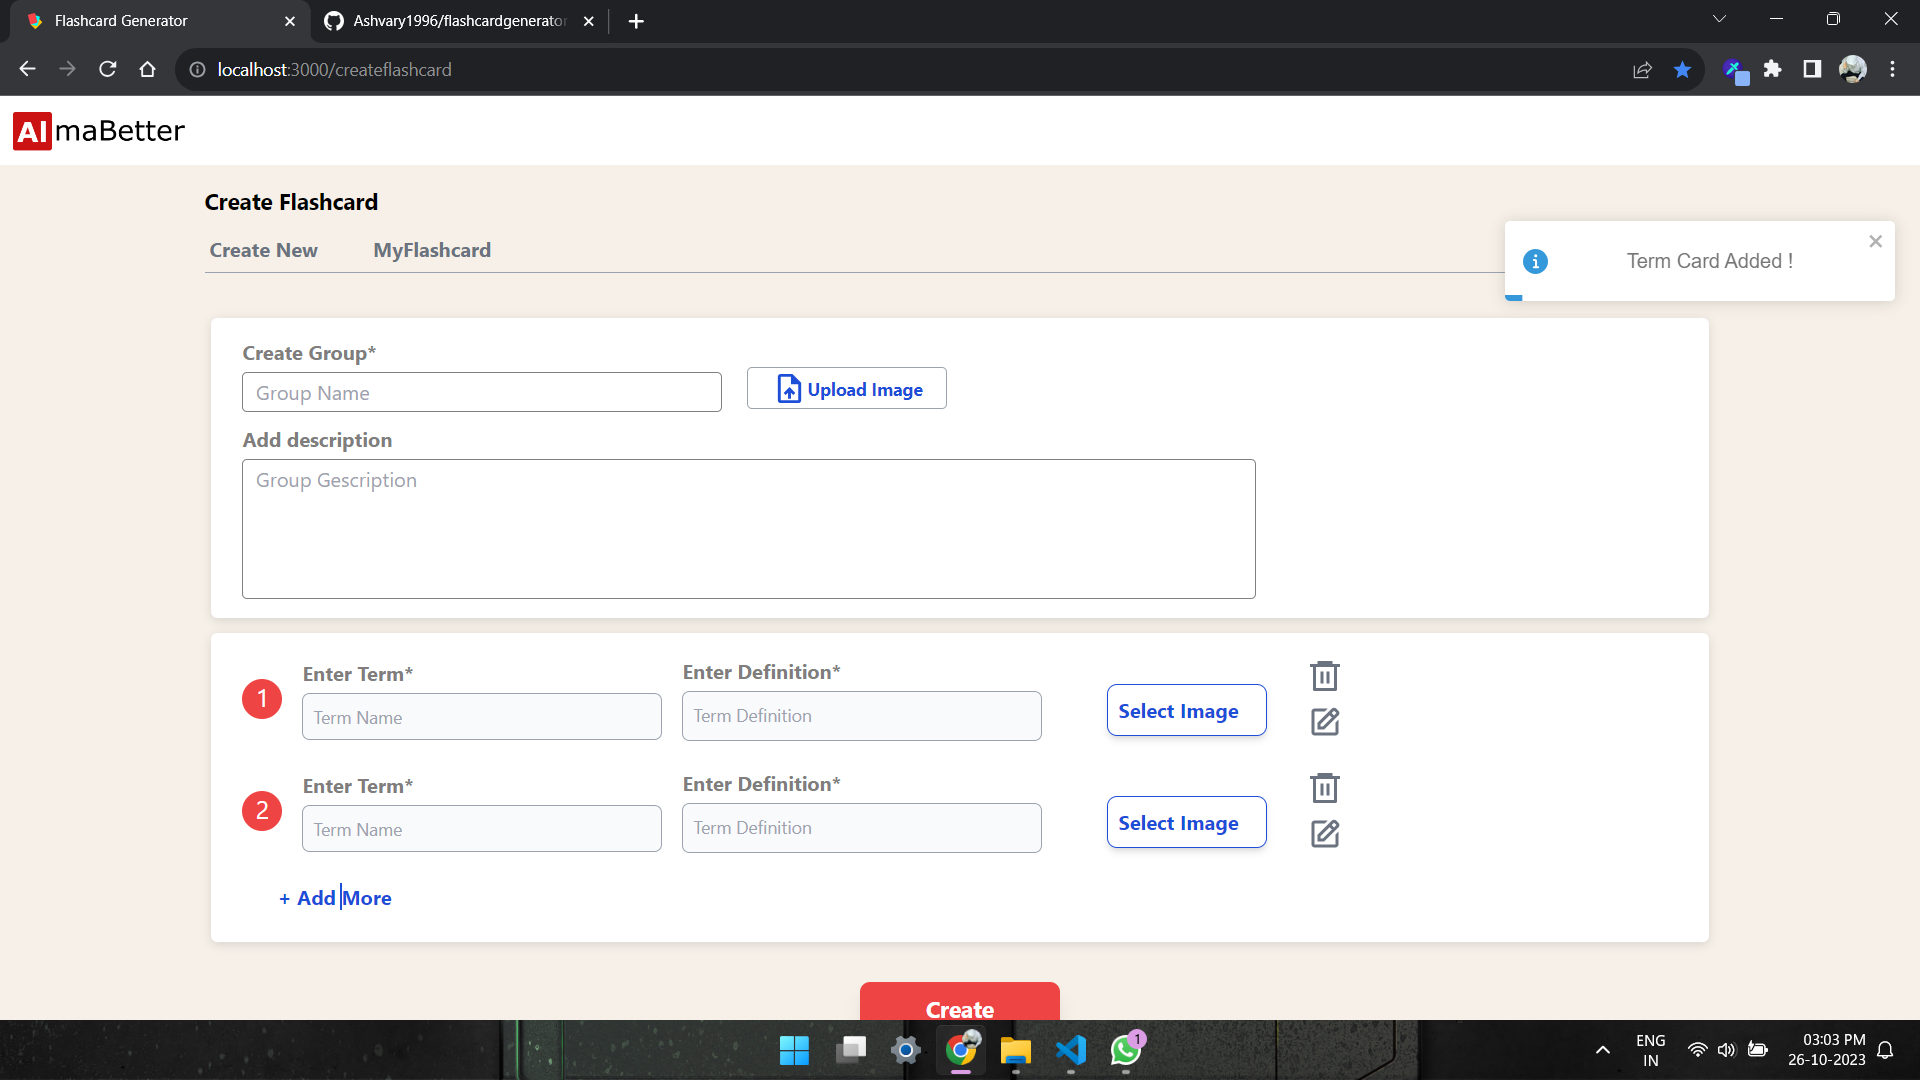 Flashcard Generator
Ashvary1996/flashcardgenerator
localhost:3000/createflashcard
AlmaBetter
Create Flashcard
Create New MyFlashcard
Term Card Added !
Create Group*
Group Name
Upload Image
Add description
Group Gescription
1 Enter Term* Enter Definition*
Term Name Term Definition Select Image
2 Enter Term* Enter Definition*
Term Name Term Definition Select Image
+ Add More
Create
1
ENG
IN
03:03 PM
26-10-2023